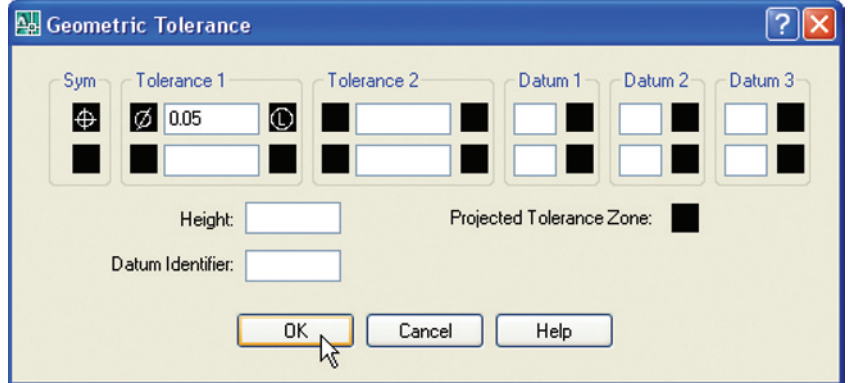 Geometric Tolerance
Sym Tolerance 1 Tolerance 2 Datum 1 Datum 2 Datum 3
⌖ Ø 0.05 Ⓛ
Height: Projected Tolerance Zone:
Datum Identifier:
OK Cancel Help